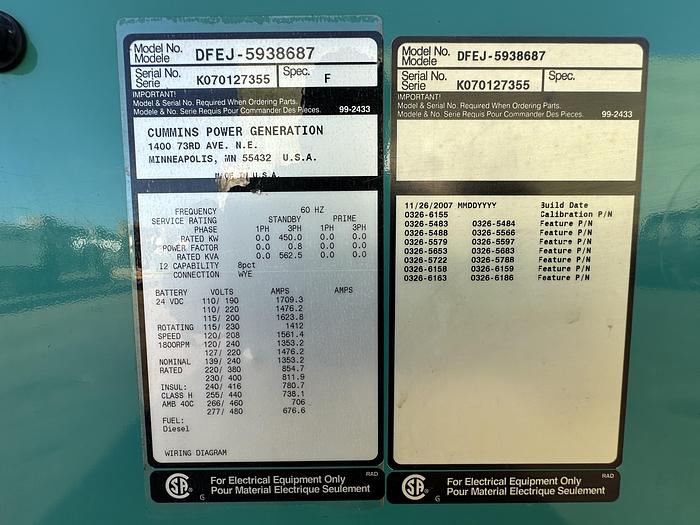 Model No.
Modele DFEJ-5938687
Serial No.
Serie K070127355 Spec. F
IMPORTANT!
Model & Serial No. Required When Ordering Parts.
Modele & No. Serie Requis Pour Commander Des Pieces. 99-2433
CUMMINS POWER GENERATION
1400 73RD AVE. N.E.
MINNEAPOLIS, MN 55432 U.S.A.
MADE IN U.S.A.
FREQUENCY 60 HZ
SERVICE RATING STANDBY PRIME
PHASE 1PH 3PH 1PH 3PH
RATED KW 0.0 450.0 0.0 0.0
POWER FACTOR 0.0 0.8 0.0 0.0
RATED KVA 0.0 562.5 0.0 0.0
I2 CAPABILITY 8pct
CONNECTION WYE
BATTERY VOLTS AMPS AMPS
24 VDC 110/ 190 1709.3
110/ 220 1476.2
115/ 200 1623.8
ROTATING 115/ 230 1412
SPEED 120/ 208 1561.4
1800RPM 120/ 240 1353.2
127/ 220 1476.2
NOMINAL 139/ 240 1353.2
RATED 220/ 380 854.7
230/ 400 811.9
INSUL: 240/ 416 780.7
CLASS H 255/ 440 738.1
AMB 40C 266/ 460 706
277/ 480 676.6
FUEL:
Diesel
WIRING DIAGRAM
SA
RAD
For Electrical Equipment Only
Pour Material Electrique Seulement
G
Model No.
Modele DFEJ-5938687
Serial No.
Serie K070127355 Spec.
IMPORTANT!
Model & Serial No. Required When Ordering Parts.
Modele & No. Serie Requis Pour Commander Des Pieces. 99-2433
11/26/2007 MMDDYYYY Build Date
0326-6155 Calibration P/N
0326-5483 0326-5484 Feature P/N
0326-5488 0326-5566 Feature P/N
0326-5579 0326-5597 Feature P/N
0326-5653 0326-5683 Feature P/N
0326-5722 0326-5788 Feature P/N
0326-6158 0326-6159 Feature P/N
0326-6163 0326-6186 Feature P/N
SA
RAD
For Electrical Equipment Only
Pour Material Electrique Seulement
G